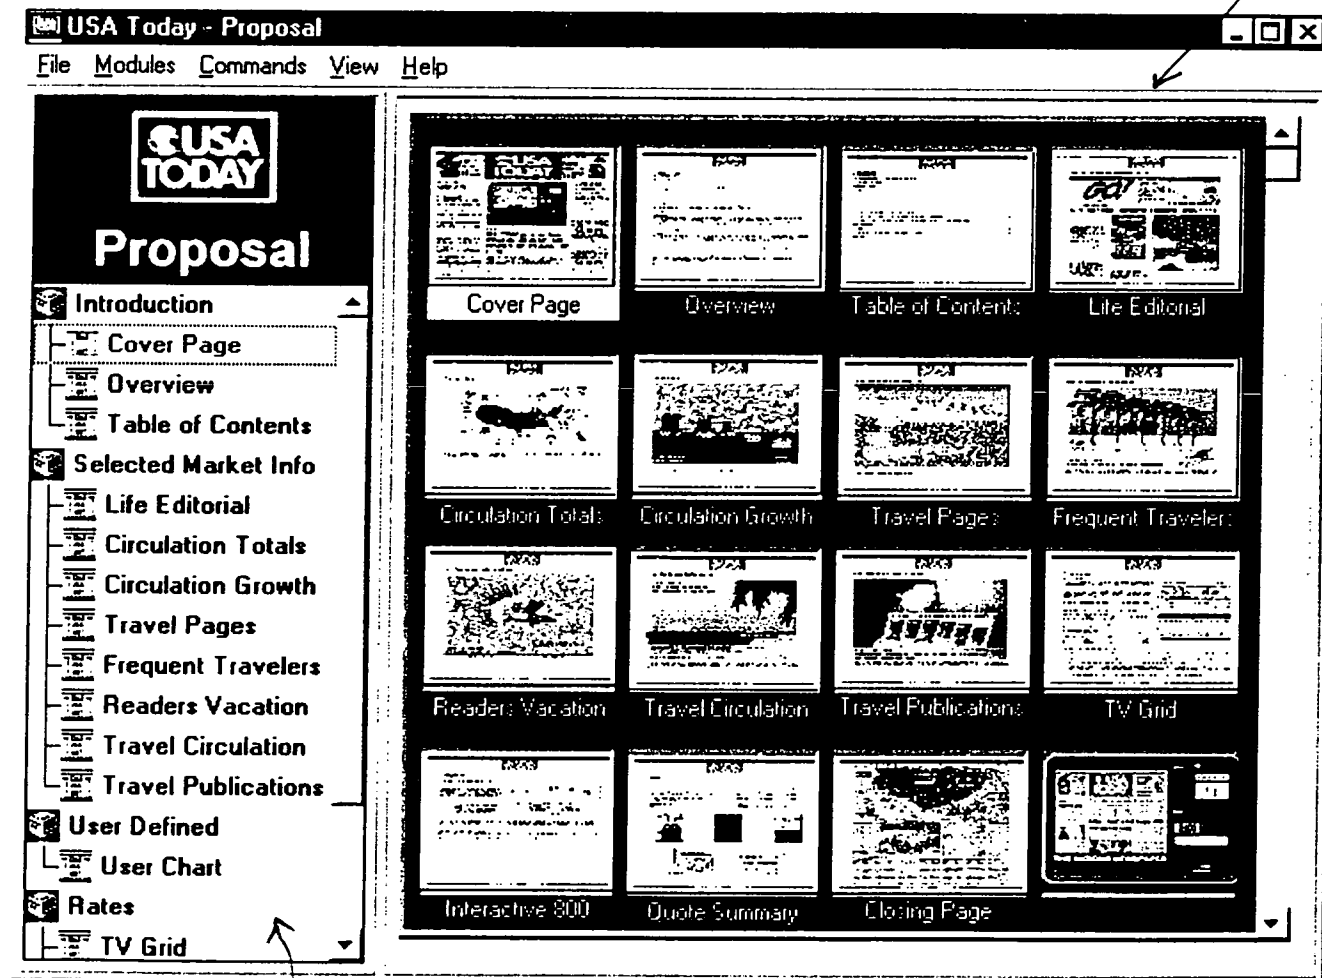 USA Today - Proposal
File Modules Commands View Help
USA
TODAY
Proposal
Introduction
Cover Page
Overview
Table of Contents
Selected Market Info
Life Editorial
Circulation Totals
Circulation Growth
Travel Pages
Frequent Travelers
Readers Vacation
Travel Circulation
Travel Publications
User Defined
User Chart
Rates
TV Grid
USA
TODAY
GO!
Cover Page Overview Table of Contents Life Editorial
Circulation Totals Circulation Growth Travel Pages Frequent Travelers
Readers Vacation Travel Circulation Travel Publications TV Grid
Interactive 800 Quote Summary Closing Page